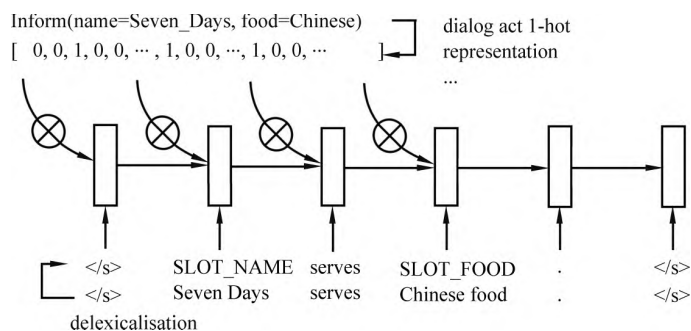 Inform(name=Seven_Days, food=Chinese)
dialog act 1-hot
[ 0, 0, 1, 0, 0, ··· , 1, 0, 0, ···, 1, 0, 0, ··· ]
representation
...
</s> SLOT_NAME serves SLOT_FOOD . </s>
</s> Seven Days serves Chinese food . </s>
delexicalisation